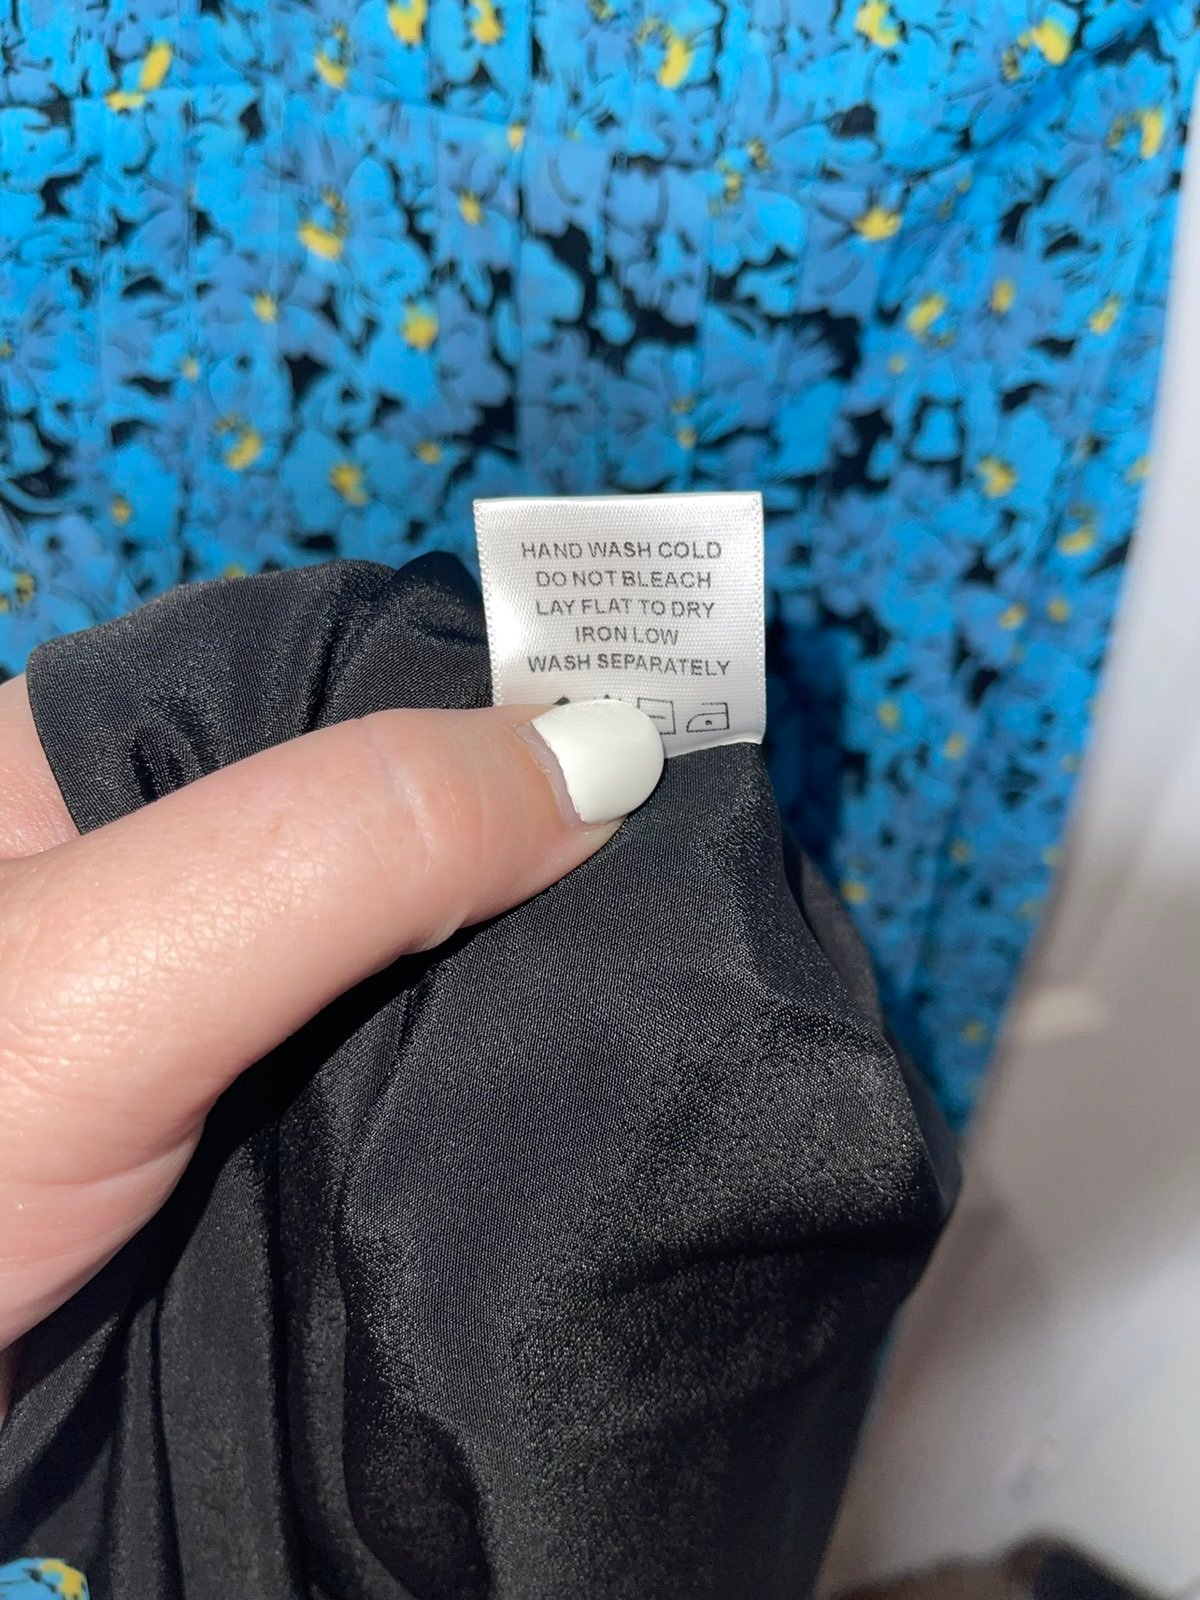 HAND WASH COLD
DO NOT BLEACH
LAY FLAT TO DRY
IRON LOW
WASH SEPARATELY